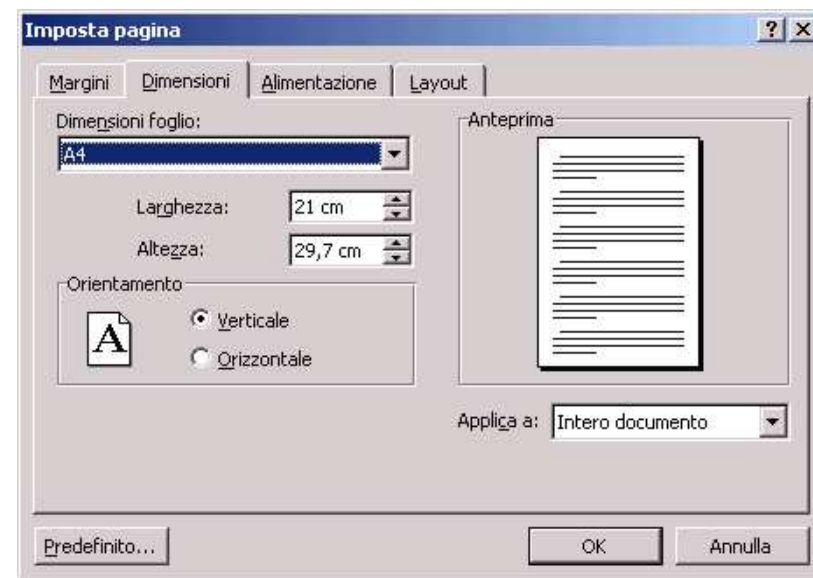 Imposta pagina
Margini Dimensioni Alimentazione Layout
Dimensioni foglio:
A4
Larghezza: 21 cm
Altezza: 29,7 cm
Orientamento
A
Verticale
Orizzontale
Anteprima
Applica a: Intero documento
Predefinito... OK Annulla